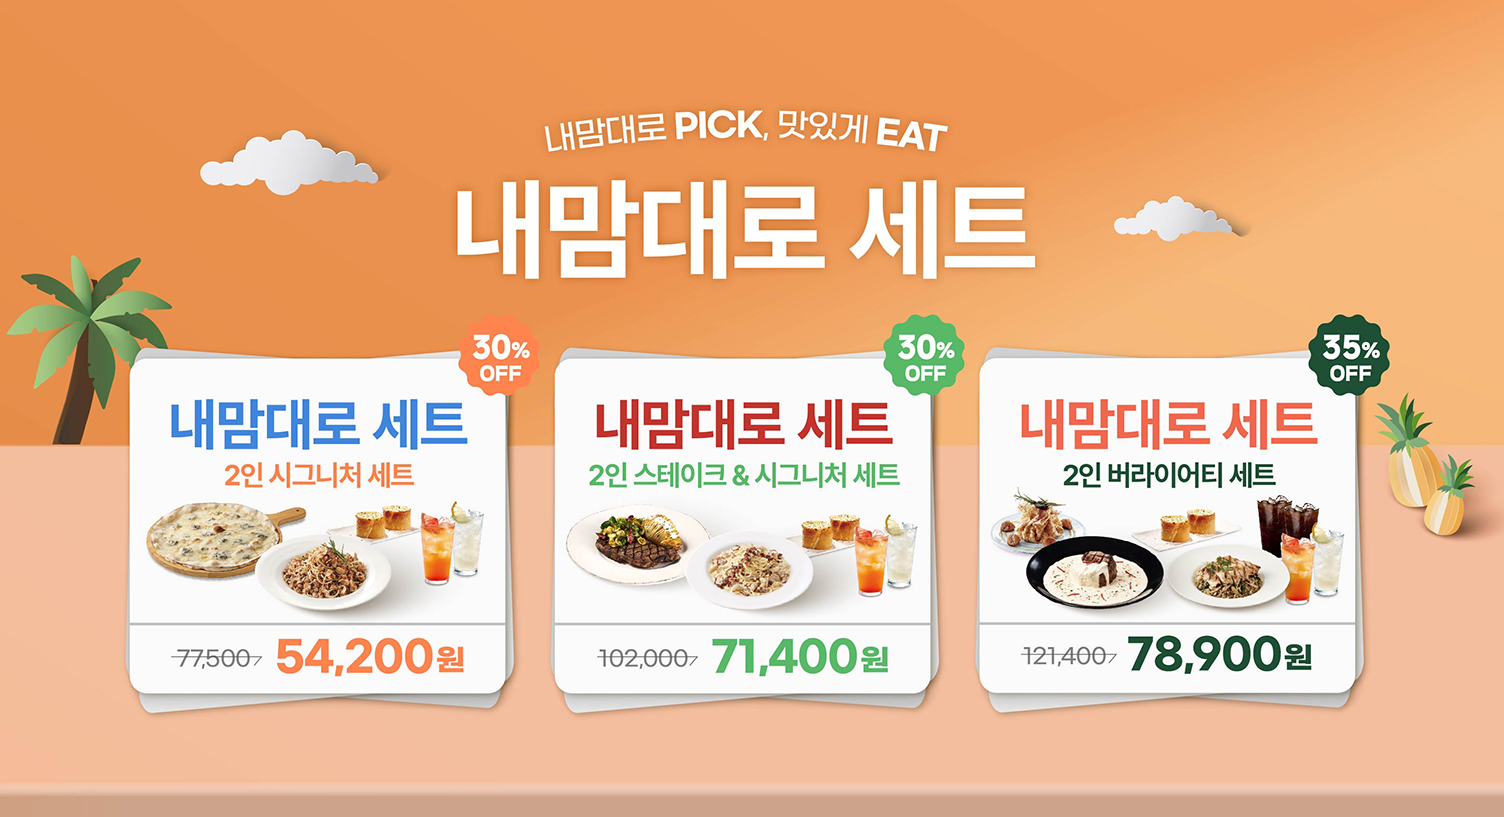 내맘대로 PICK, 맛있게 EAT
내맘대로 세트
30%
OFF
내맘대로 세트
2인 시그니처 세트
77,500 54,200원
30%
OFF
내맘대로 세트
2인 스테이크 & 시그니처 세트
102,000 71,400원
35%
OFF
내맘대로 세트
2인 버라이어티 세트
121,400 78,900원